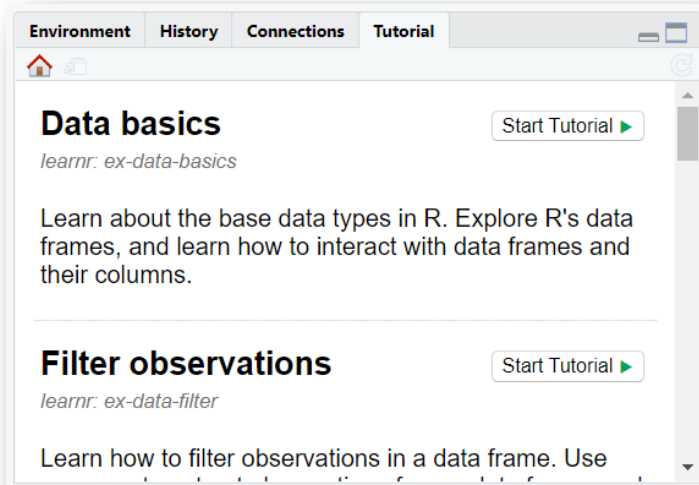 Environment History Connections Tutorial
Data basics
Start Tutorial
learnr: ex-data-basics
Learn about the base data types in R. Explore R's data
frames, and learn how to interact with data frames and
their columns.
Filter observations
Start Tutorial
learnr: ex-data-filter
Learn how to filter observations in a data frame. Use